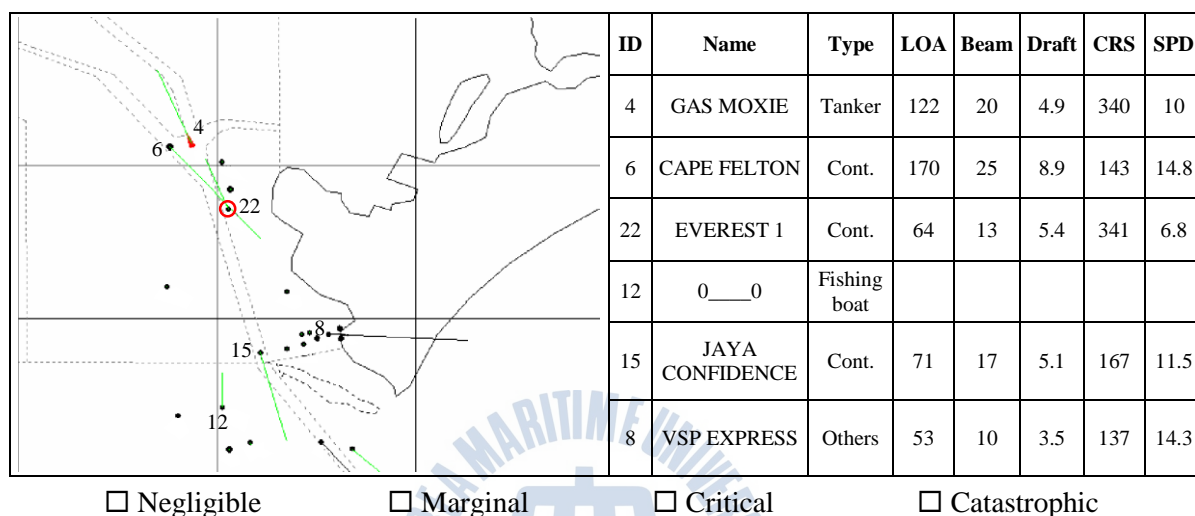 4
6
22
8
15
12
ID Name Type LOA Beam Draft CRS SPD
4 GAS MOXIE Tanker 122 20 4.9 340 10
6 CAPE FELTON Cont. 170 25 8.9 143 14.8
22 EVEREST 1 Cont. 64 13 5.4 341 6.8
12 0____0 Fishing boat
15 JAYA CONFIDENCE Cont. 71 17 5.1 167 11.5
8 VSP EXPRESS Others 53 10 3.5 137 14.3
☐ Negligible ☐ Marginal ☐ Critical ☐ Catastrophic